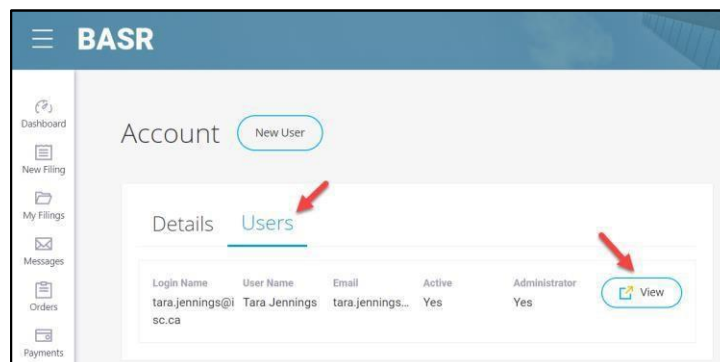 BASR
Dashboard
New Filing
My Filings
Messages
Orders
Payments
Account
New User
Details Users
Login Name User Name Email Active Administrator
tara.jennings@i Tara Jennings tara.jennings... Yes Yes View
sc.ca